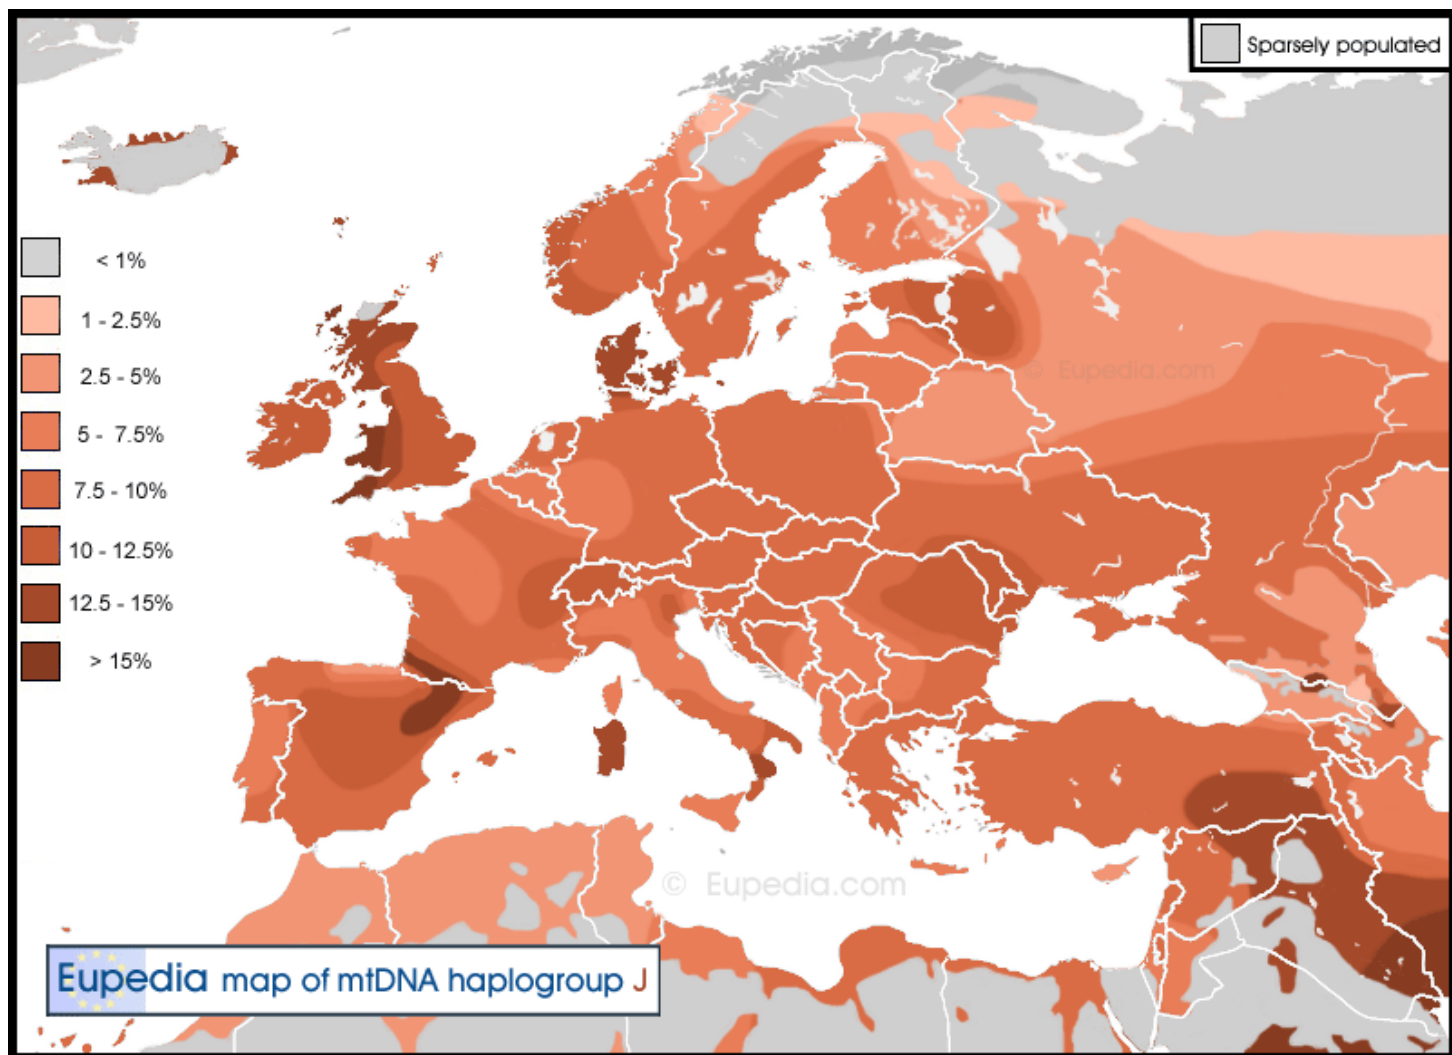 Sparsely populated
< 1%
1 - 2.5%
2.5 - 5%
5 - 7.5%
7.5 - 10%
10 - 12.5%
12.5 - 15%
> 15%
© Eupedia.com
© Eupedia.com
Eupedia map of mtDNA haplogroup J